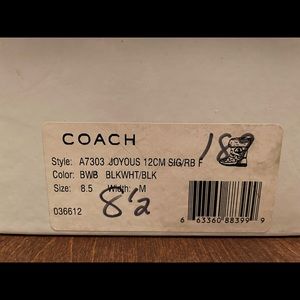 COACH
189
Style: A7303 JOYOUS 12CM SIG/RB F
Color: BWB BLKWHT/BLK
Size: 8.5 Width: M
8½
036612
6 63360 88399 9